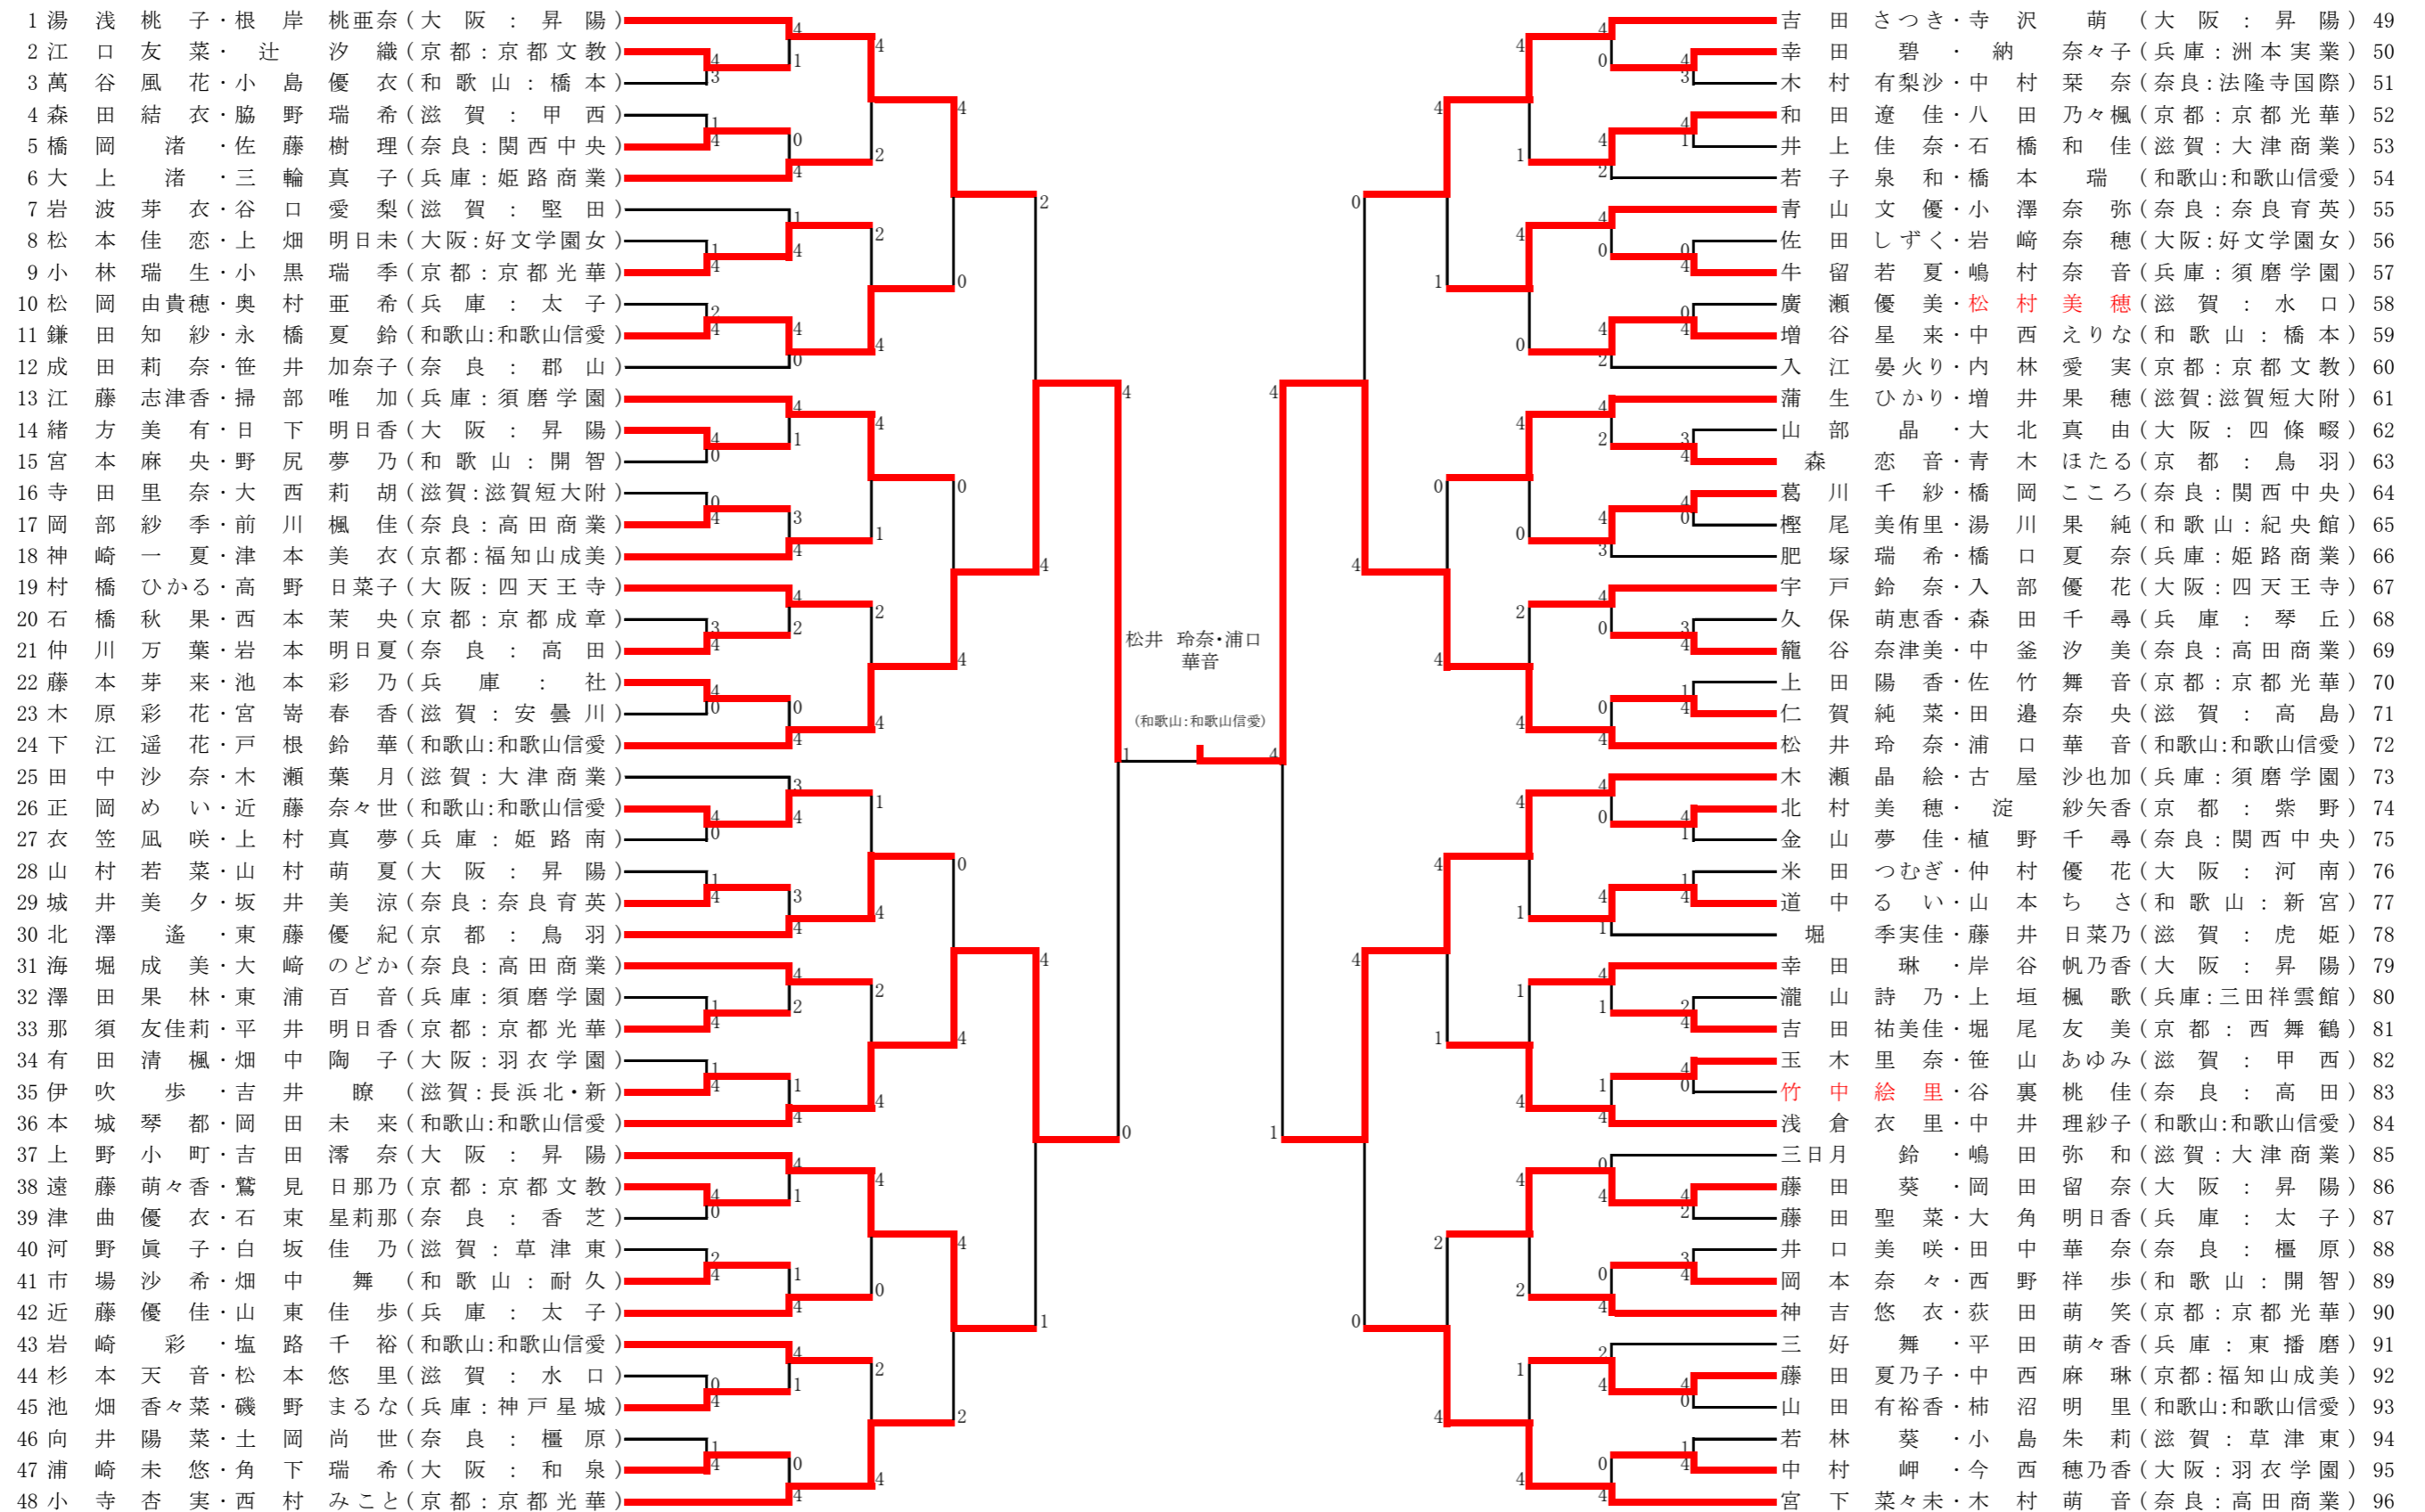 1 湯浅桃子・根岸桃亜奈(大阪:昇陽)
2 江口友菜・辻汐織(京都:京都文教)
3 萬谷風花・小島優衣(和歌山:橋本)
4 森田結衣・脇野瑞希(滋賀:甲西)
5 橋岡渚・佐藤樹理(奈良:関西中央)
6 大上渚・三輪真子(兵庫:姫路商業)
7 岩波芽衣・谷口愛梨(滋賀:堅田)
8 松本佳恋・上畑明日未(大阪:好文学園女)
9 小林瑞生・小黒瑞季(京都:京都光華)
10 松岡由貴穂・奥村亜希(兵庫:太子)
11 鎌田知紗・永橋夏鈴(和歌山:和歌山信愛)
12 成田莉奈・笹井加奈子(奈良:郡山)
13 江藤志津香・掃部唯加(兵庫:須磨学園)
14 緒方美有・日下明日香(大阪:昇陽)
15 宮本麻央・野尻夢乃(和歌山:開智)
16 寺田里奈・大西莉胡(滋賀:滋賀短大附)
17 岡部紗季・前川楓佳(奈良:高田商業)
18 神崎一夏・津本美衣(京都:福知山成美)
19 村橋ひかる・高野日菜子(大阪:四天王寺)
20 石橋秋果・西本茉央(京都:京都成章)
21 仲川万葉・岩本明日夏(奈良:高田)
22 藤本芽来・池本彩乃(兵庫:社)
23 木原彩花・宮嵜春香(滋賀:安曇川)
24 下江遥花・戸根鈴華(和歌山:和歌山信愛)
25 田中沙奈・木瀬葉月(滋賀:大津商業)
26 正岡めい・近藤奈々世(和歌山:和歌山信愛)
27 衣笠凪咲・上村真夢(兵庫:姫路南)
28 山村若菜・山村萌夏(大阪:昇陽)
29 城井美夕・坂井美涼(奈良:奈良育英)
30 北澤遙・東藤優紀(京都:鳥羽)
31 海堀成美・大﨑のどか(奈良:高田商業)
32 澤田果林・東浦百音(兵庫:須磨学園)
33 那須友佳莉・平井明日香(京都:京都光華)
34 有田清楓・畑中陶子(大阪:羽衣学園)
35 伊吹歩・吉井瞭(滋賀:長浜北・新)
36 本城琴都・岡田未来(和歌山:和歌山信愛)
37 上野小町・吉田澪奈(大阪:昇陽)
38 遠藤萌々香・鷲見日那乃(京都:京都文教)
39 津曲優衣・石束星莉那(奈良:香芝)
40 河野眞子・白坂佳乃(滋賀:草津東)
41 市場沙希・畑中舞(和歌山:耐久)
42 近藤優佳・山東佳歩(兵庫:太子)
43 岩崎彩・塩路千裕(和歌山:和歌山信愛)
44 杉本天音・松本悠里(滋賀:水口)
45 池畑香々菜・磯野まるな(兵庫:神戸星城)
46 向井陽菜・土岡尚世(奈良:橿原)
47 浦崎未悠・角下瑞希(大阪:和泉)
48 小寺杏実・西村みこと(京都:京都光華)
松井 玲奈・浦口
華音
(和歌山:和歌山信愛)
吉田さつき・寺沢萌(大阪:昇陽) 49
幸田碧・納奈々子(兵庫:洲本実業) 50
木村有梨沙・中村栞奈(奈良:法隆寺国際) 51
和田遼佳・八田乃々楓(京都:京都光華) 52
井上佳奈・石橋和佳(滋賀:大津商業) 53
若子泉和・橋本瑞(和歌山:和歌山信愛) 54
青山文優・小澤奈弥(奈良:奈良育英) 55
佐田しずく・岩﨑奈穂(大阪:好文学園女) 56
牛留若夏・嶋村奈音(兵庫:須磨学園) 57
廣瀬優美・松村美穂(滋賀:水口) 58
増谷星来・中西えりな(和歌山:橋本) 59
入江晏火り・内林愛実(京都:京都文教) 60
蒲生ひかり・増井果穂(滋賀:滋賀短大附) 61
山部晶・大北真由(大阪:四條畷) 62
森恋音・青木ほたる(京都:鳥羽) 63
葛川千紗・橋岡こころ(奈良:関西中央) 64
樫尾美侑里・湯川果純(和歌山:紀央館) 65
肥塚瑞希・橋口夏奈(兵庫:姫路商業) 66
宇戸鈴奈・入部優花(大阪:四天王寺) 67
久保萌恵香・森田千尋(兵庫:琴丘) 68
籠谷奈津美・中釜汐美(奈良:高田商業) 69
上田陽香・佐竹舞音(京都:京都光華) 70
仁賀純菜・田邉奈央(滋賀:高島) 71
松井玲奈・浦口華音(和歌山:和歌山信愛) 72
木瀬晶絵・古屋沙也加(兵庫:須磨学園) 73
北村美穂・淀紗矢香(京都:紫野) 74
金山夢佳・植野千尋(奈良:関西中央) 75
米田つむぎ・仲村優花(大阪:河南) 76
道中るい・山本ちさ(和歌山:新宮) 77
堀季実佳・藤井日菜乃(滋賀:虎姫) 78
幸田琳・岸谷帆乃香(大阪:昇陽) 79
瀧山詩乃・上垣楓歌(兵庫:三田祥雲館) 80
吉田祐美佳・堀尾友美(京都:西舞鶴) 81
玉木里奈・笹山あゆみ(滋賀:甲西) 82
竹中絵里・谷裏桃佳(奈良:高田) 83
浅倉衣里・中井理紗子(和歌山:和歌山信愛) 84
三日月鈴・嶋田弥和(滋賀:大津商業) 85
藤田葵・岡田留奈(大阪:昇陽) 86
藤田聖菜・大角明日香(兵庫:太子) 87
井口美咲・田中華奈(奈良:橿原) 88
岡本奈々・西野祥歩(和歌山:開智) 89
神吉悠衣・荻田萌笑(京都:京都光華) 90
三好舞・平田萌々香(兵庫:東播磨) 91
藤田夏乃子・中西麻琳(京都:福知山成美) 92
山田有裕香・柿沼明里(和歌山:和歌山信愛) 93
若林葵・小島朱莉(滋賀:草津東) 94
中村岬・今西穂乃香(大阪:羽衣学園) 95
宮下菜々未・木村萌音(奈良:高田商業) 96